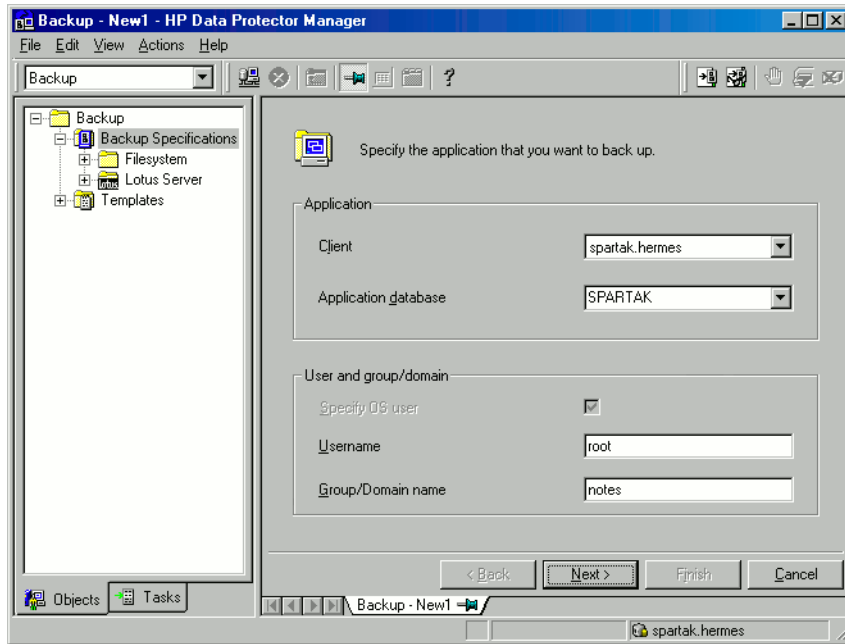 Backup - New1 - HP Data Protector Manager
File Edit View Actions Help
Backup
Backup
Backup Specifications
Filesystem
Lotus Server
Templates
Specify the application that you want to back up.
Application
Client spartak.hermes
Application database SPARTAK
User and group/domain
Specify OS user
Username root
Group/Domain name notes
< Back Next > Finish Cancel
Objects Tasks
Backup - New1
spartak.hermes